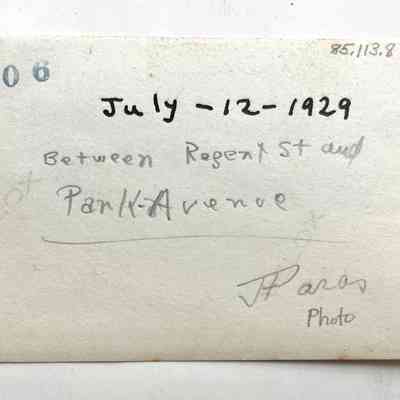 85.113.8
06
July - 12 - 1929
Between Regent St and
Park-Avenue
Photo